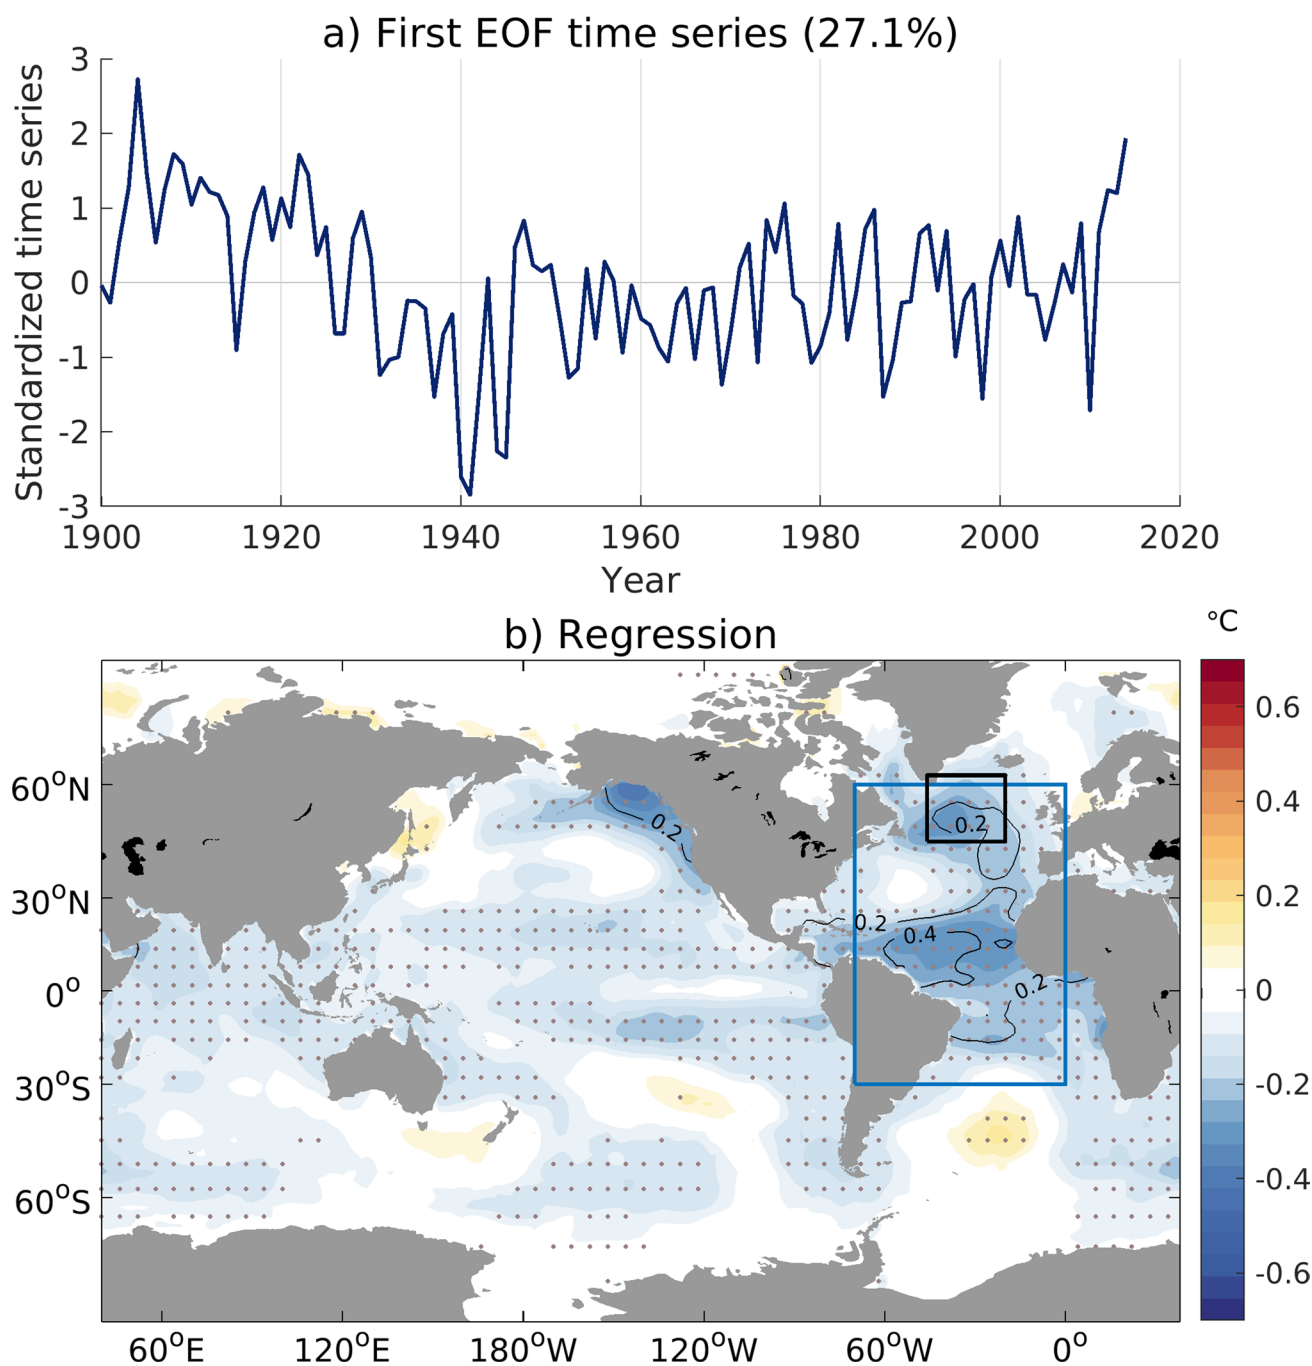 a) First EOF time series (27.1%)
Standardized time series
3
2
1
0
-1
-2
-3
1900 1920 1940 1960 1980 2000 2020
Year
b) Regression
°C
60°N
30°N
0°
30°S
60°S
0.2
0.2
0.2
0.4
0.2
0.6
0.4
0.2
0
-0.2
-0.4
-0.6
60°E 120°E 180°W 120°W 60°W 0°